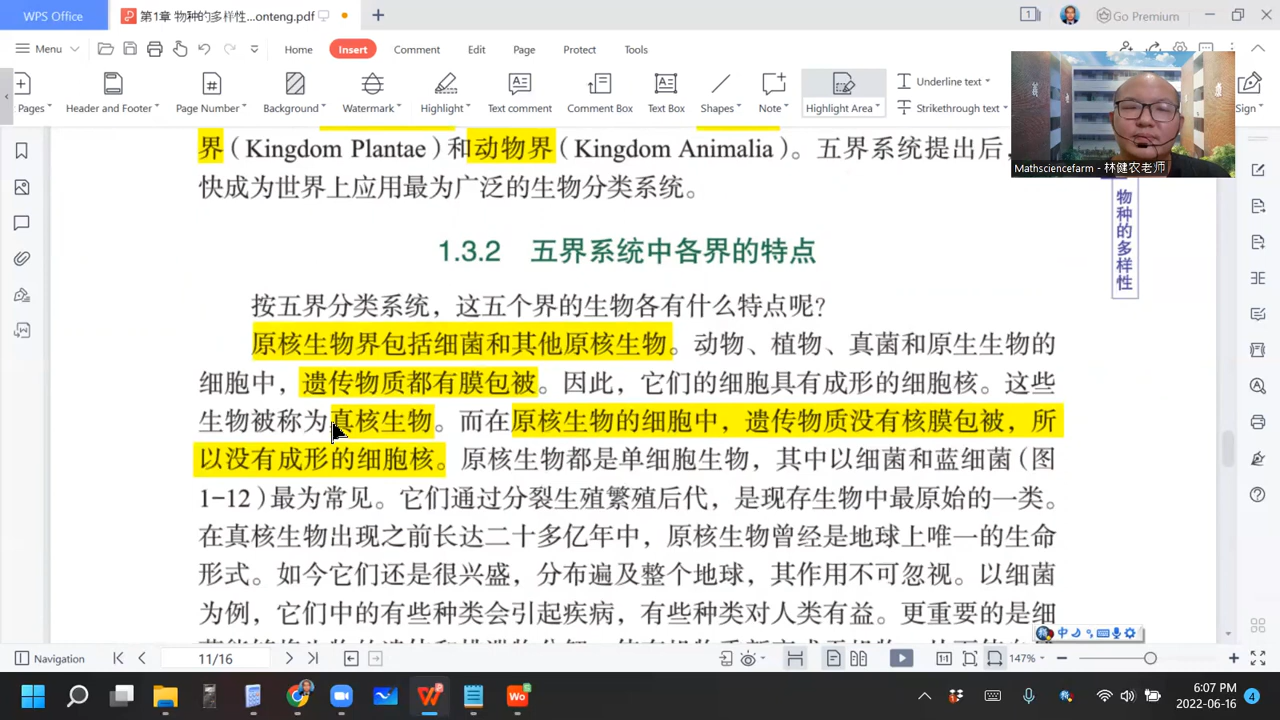 WPS Office
第1章 物种的多样性...onteng.pdf
1
Go Premium
Menu
Home
Insert
Comment
Edit
Page
Protect
Tools
Pages
Header and Footer
Page Number
Background
Watermark
Highlight
Text comment
Comment Box
Text Box
Shapes
Note
Highlight Area
Underline text
Strikethrough text
Sign
Mathsciencefarm - 林健农老师
界（Kingdom Plantae）和动物界（Kingdom Animalia）。五界系统提出后，
快成为世界上应用最为广泛的生物分类系统。
物种的多样性
1.3.2 五界系统中各界的特点
按五界分类系统，这五个界的生物各有什么特点呢？
原核生物界包括细菌和其他原核生物。动物、植物、真菌和原生生物的
细胞中，遗传物质都有膜包被。因此，它们的细胞具有成形的细胞核。这些
生物被称为真核生物。而在原核生物的细胞中，遗传物质没有核膜包被，所
以没有成形的细胞核。原核生物都是单细胞生物，其中以细菌和蓝细菌（图
1-12）最为常见。它们通过分裂生殖繁殖后代，是现存生物中最原始的一类。
在真核生物出现之前长达二十多亿年中，原核生物曾经是地球上唯一的生命
形式。如今它们还是很兴盛，分布遍及整个地球，其作用不可忽视。以细菌
为例，它们中的有些种类会引起疾病，有些种类对人类有益。更重要的是细
中
Navigation
11/16
1:1
147%
W
Wo
6:07 PM
2022-06-16
4